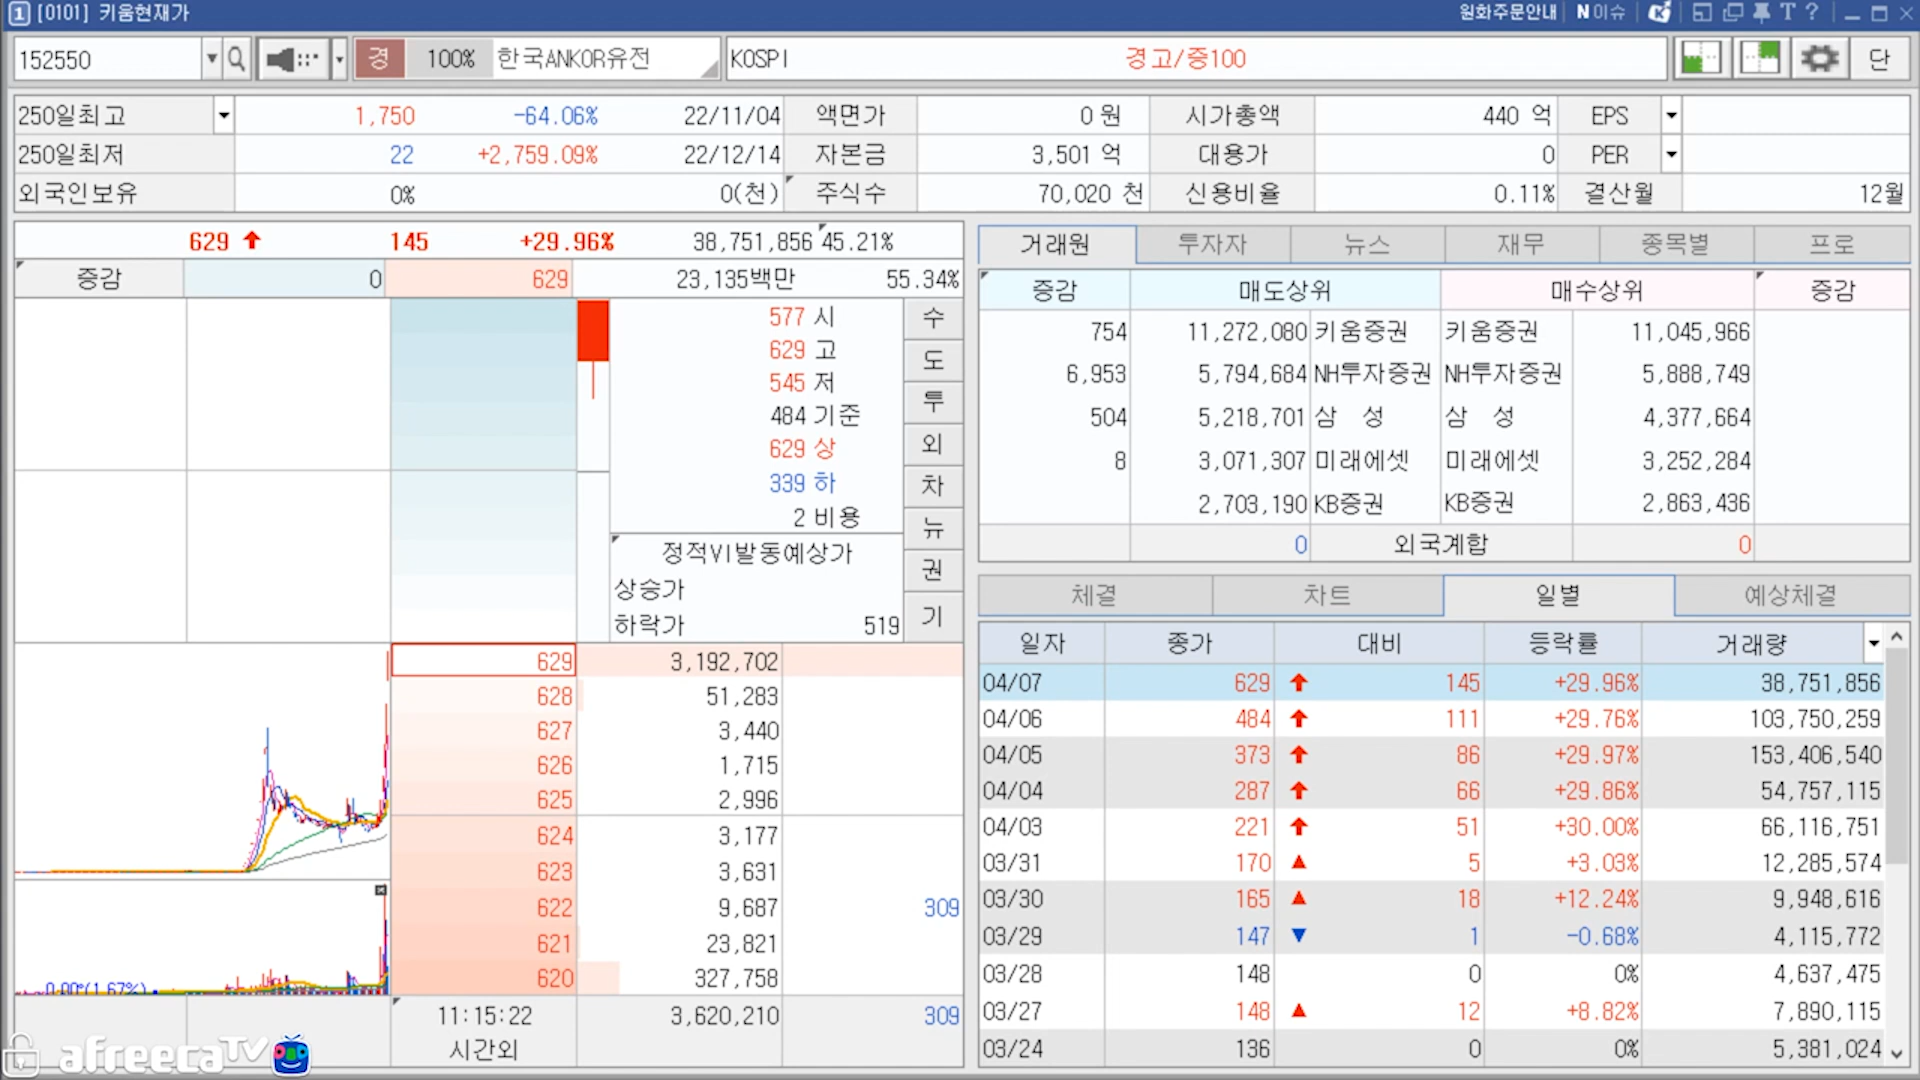 1 [0101] 키움현재가 원화주문안내 N이슈 T ?
152550 경 100% 한국ANKOR유전 KOSPI 경고/증100 단
250일최고 1,750 -64.06% 22/11/04 액면가 0 원 시가총액 440 억 EPS
250일최저 22 +2,759.09% 22/12/14 자본금 3,501 억 대용가 0 PER
외국인보유 0% 0(천) 주식수 70,020 천 신용비율 0.11% 결산월 12월
629 145 +29.96% 38,751,856 45.21%
증감 0 629 23,135백만 55.34%
577 시
629 고
545 저
484 기준
629 상
339 하
2 비용
정적VI발동예상가
상승가
하락가 519
수
도
투
외
차
뉴
권
기
629 3,192,702
628 51,283
627 3,440
626 1,715
625 2,996
624 3,177
623 3,631
622 9,687 309
621 23,821
620 327,758
0.00%(1.67%)
11:15:22 3,620,210 309
시간외
afreecaTV
거래원 투자자 뉴스 재무 종목별 프로
증감 매도상위 매수상위 증감
754 11,272,080 키움증권 키움증권 11,045,966
6,953 5,794,684 NH투자증권 NH투자증권 5,888,749
504 5,218,701 삼 성 삼 성 4,377,664
8 3,071,307 미래에셋 미래에셋 3,252,284
2,703,190 KB증권 KB증권 2,863,436
0 외국계합 0
체결 차트 일별 예상체결
일자 종가 대비 등락률 거래량
04/07 629 145 +29.96% 38,751,856
04/06 484 111 +29.76% 103,750,259
04/05 373 86 +29.97% 153,406,540
04/04 287 66 +29.86% 54,757,115
04/03 221 51 +30.00% 66,116,751
03/31 170 5 +3.03% 12,285,574
03/30 165 18 +12.24% 9,948,616
03/29 147 1 -0.68% 4,115,772
03/28 148 0 0% 4,637,475
03/27 148 12 +8.82% 7,890,115
03/24 136 0 0% 5,381,024